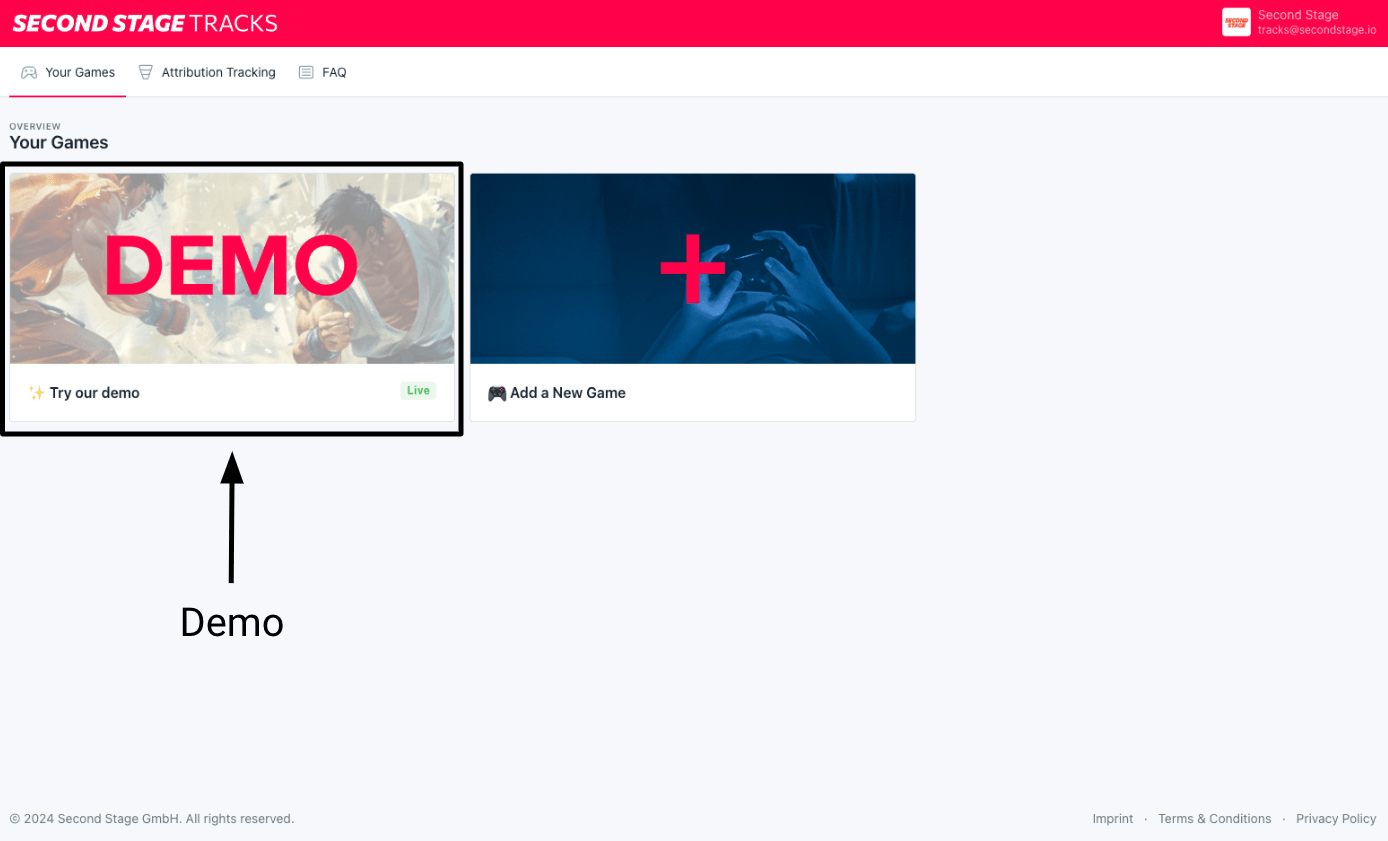 SECOND STAGE TRACKS
SECOND STAGE
Second Stage
tracks@secondstage.io
Your Games
Attribution Tracking
FAQ
OVERVIEW
Your Games
DEMO
+
✨ Try our demo
Live
🎮 Add a New Game
Demo
© 2024 Second Stage GmbH. All rights reserved.
Imprint · Terms & Conditions · Privacy Policy